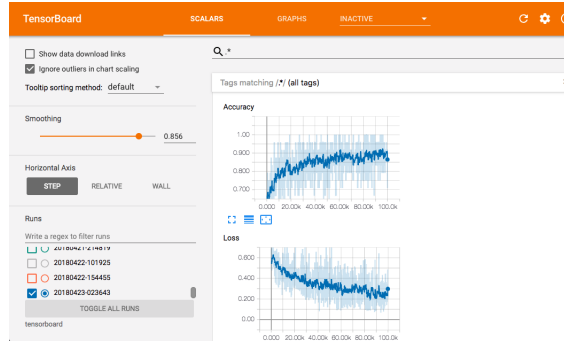 TensorBoard SCALARS GRAPHS INACTIVE
Show data download links
Ignore outliers in chart scaling
Tooltip sorting method: default
Smoothing
0.856
Horizontal Axis
STEP RELATIVE WALL
Runs
Write a regex to filter runs
20180421-214819
20180422-101925
20180422-154455
20180423-023643
TOGGLE ALL RUNS
tensorboard
.*
Tags matching /.*/ (all tags)
Accuracy
1.00
0.900
0.800
0.700
0.000 20.00k 40.00k 60.00k 80.00k 100.0k
Loss
0.600
0.400
0.200
0.00
0.000 20.00k 40.00k 60.00k 80.00k 100.0k